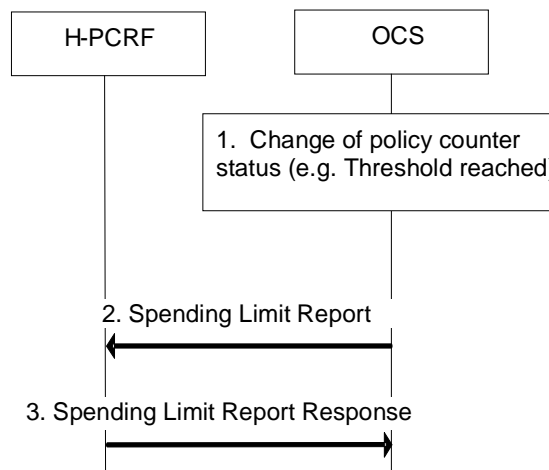 H-PCRF
OCS
1. Change of policy counter
status (e.g. Threshold reached)
2. Spending Limit Report
3. Spending Limit Report Response